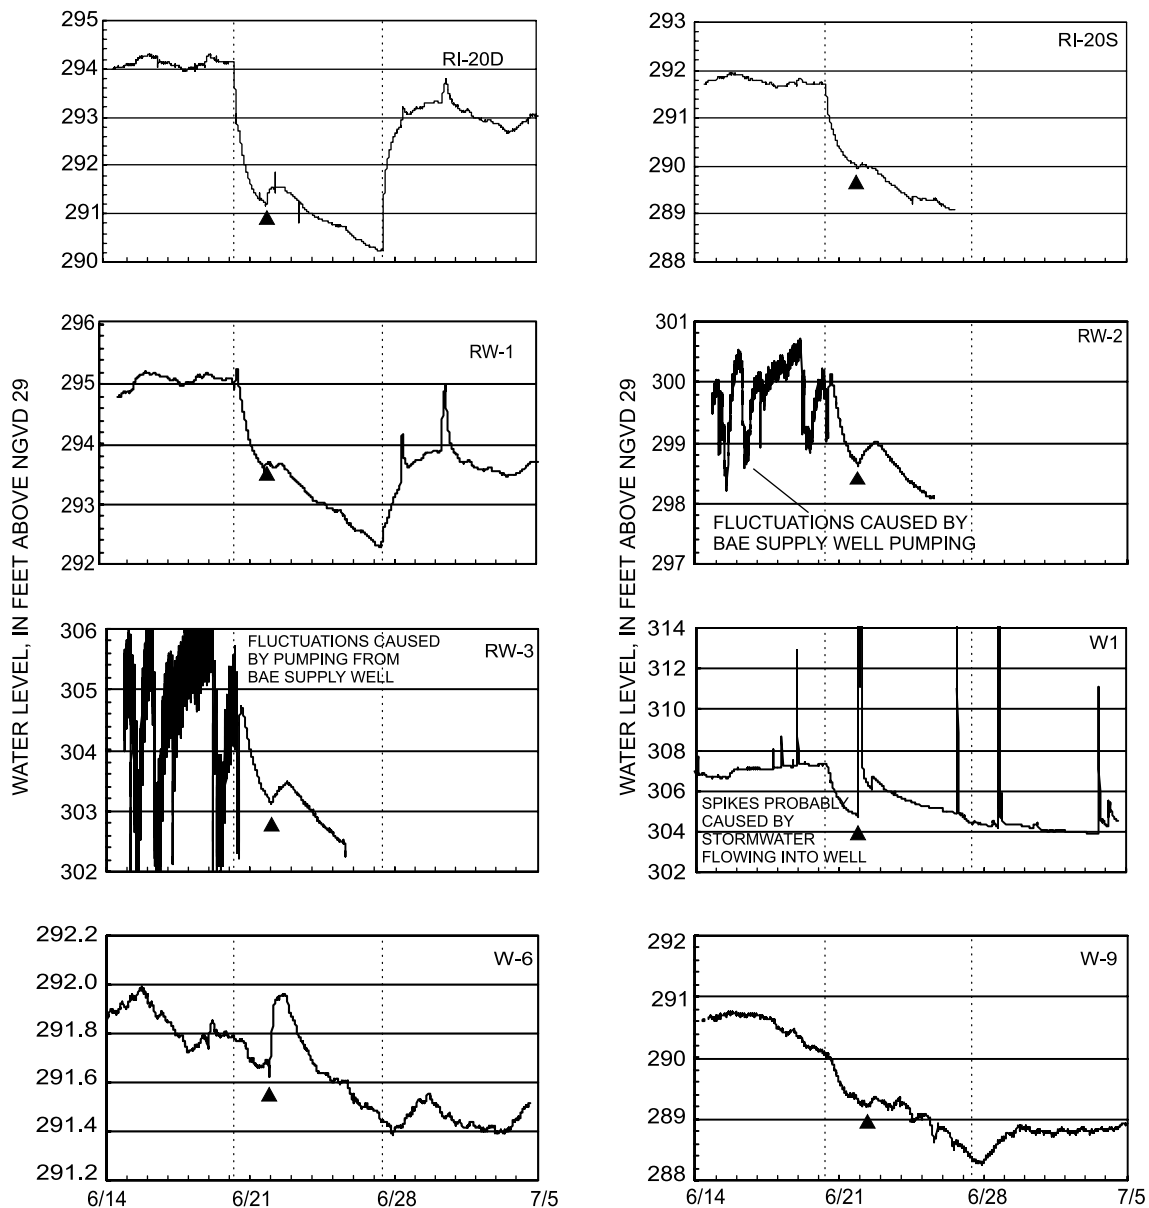 WATER LEVEL, IN FEET ABOVE NGVD 29
295
294
293
292
291
290
RI-20D
293
292
291
290
289
288
RI-20S
296
295
294
293
292
RW-1
WATER LEVEL, IN FEET ABOVE NGVD 29
301
300
299
298
297
RW-2
FLUCTUATIONS CAUSED BY
BAE SUPPLY WELL PUMPING
306
305
304
303
302
FLUCTUATIONS CAUSED
BY PUMPING FROM
BAE SUPPLY WELL
RW-3
314
312
310
308
306
304
302
W1
SPIKES PROBABLY
CAUSED BY
STORMWATER
FLOWING INTO WELL
292.2
292.0
291.8
291.6
291.4
291.2
W-6
6/14
6/21
6/28
7/5
292
291
290
289
288
W-9
6/14
6/21
6/28
7/5